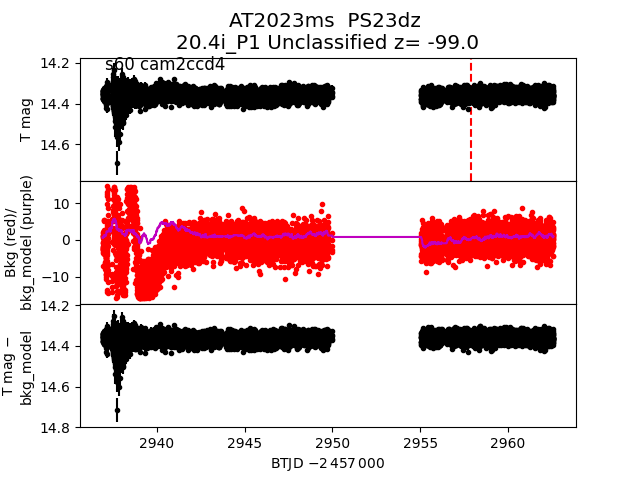 AT2023ms  PS23dz
20.4i_P1 Unclassified z= -99.0
s60 cam2ccd4
T mag
14.2
14.4
14.6
Bkg (red)/
bkg_model (purple)
10
0
−10
T mag −
bkg_model
14.2
14.4
14.6
14.8
2940 2945 2950 2955 2960
BTJD −2 457 000